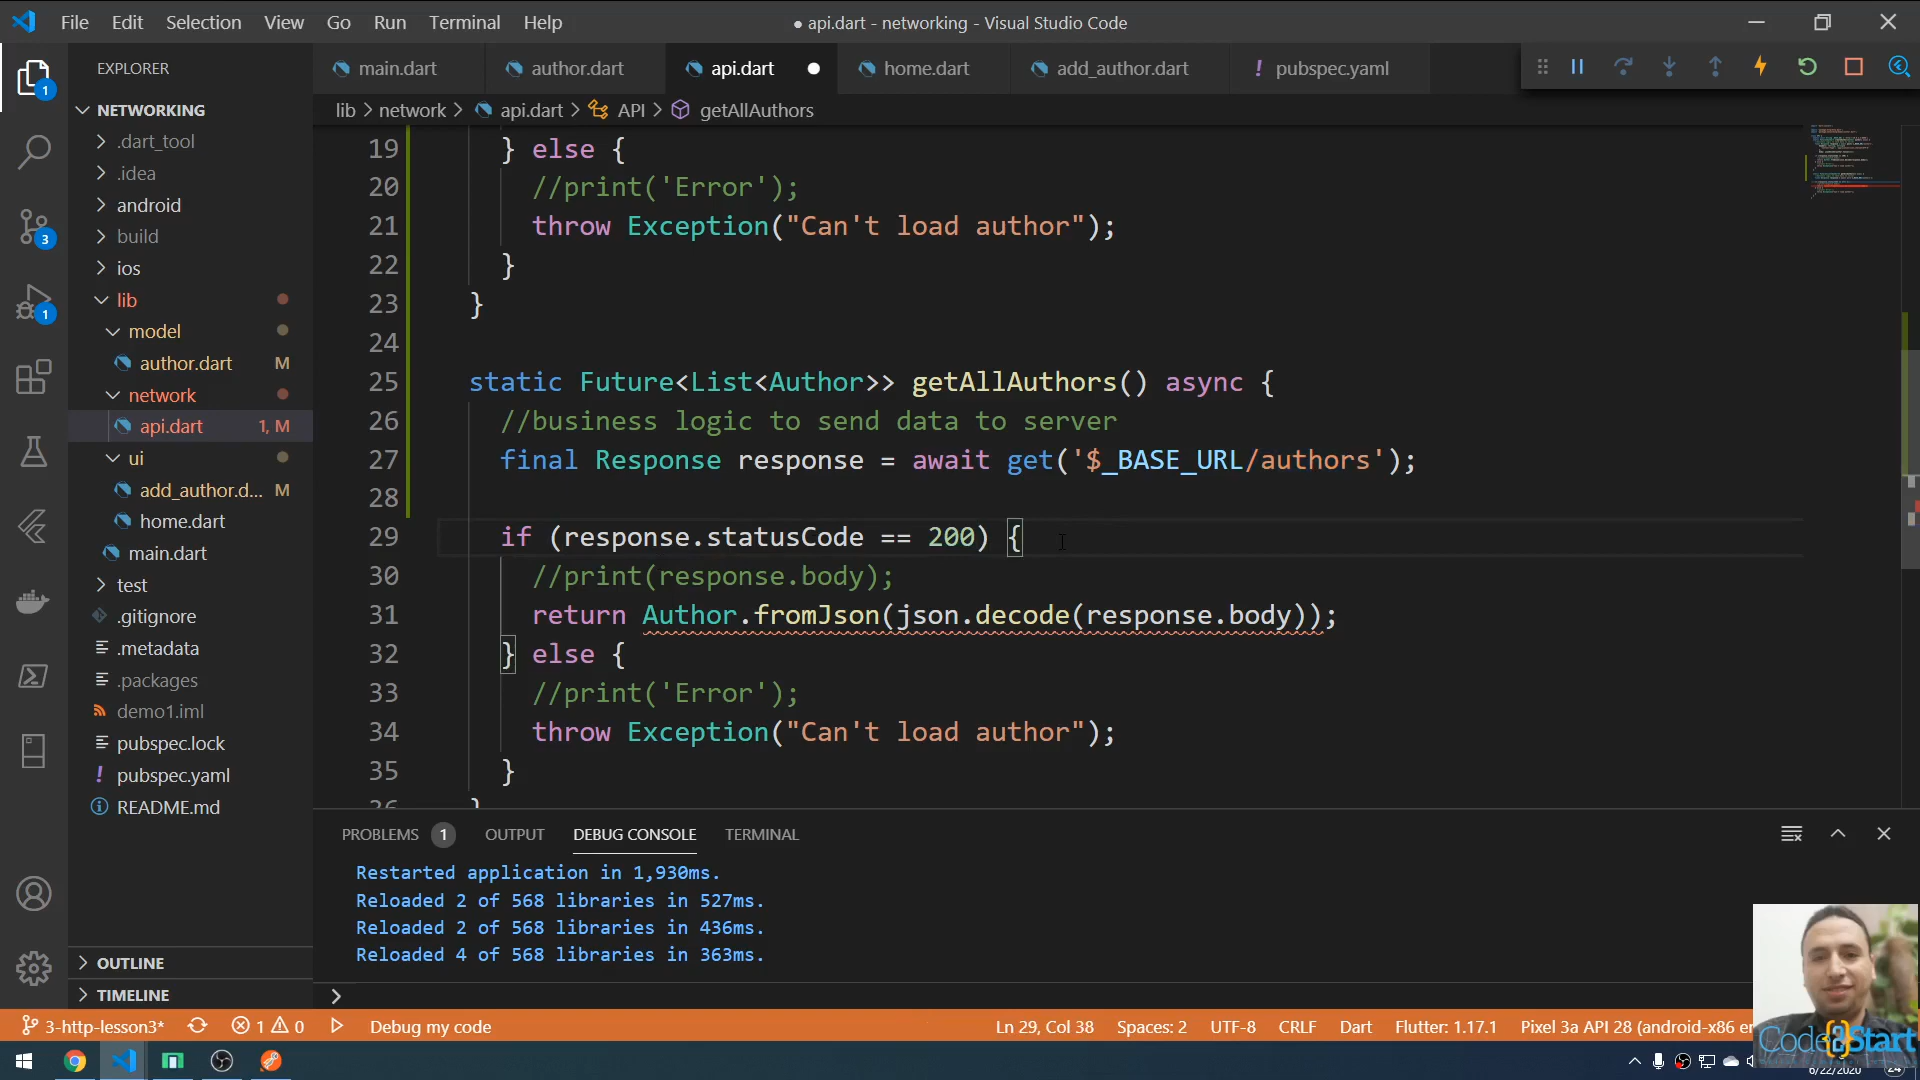 File Edit Selection View Go Run Terminal Help
● api.dart - networking - Visual Studio Code
EXPLORER
main.dart
author.dart
api.dart
home.dart
add_author.dart
! pubspec.yaml
lib > network > api.dart > API > getAllAuthors
NETWORKING
.dart_tool
.idea
android
build
ios
lib
model
author.dart M
network
api.dart 1, M
ui
add_author.d... M
home.dart
main.dart
test
.gitignore
.metadata
.packages
demo1.iml
pubspec.lock
! pubspec.yaml
README.md
OUTLINE
TIMELINE
1
3
1
19 } else {
20 //print('Error');
21 throw Exception("Can't load author");
22 }
23 }
24
25 static Future<List<Author>> getAllAuthors() async {
26 //business logic to send data to server
27 final Response response = await get('$_BASE_URL/authors');
28
29 if (response.statusCode == 200) {
30 //print(response.body);
31 return Author.fromJson(json.decode(response.body));
32 } else {
33 //print('Error');
34 throw Exception("Can't load author");
35 }
36 }
PROBLEMS 1 OUTPUT DEBUG CONSOLE TERMINAL
Restarted application in 1,930ms.
Reloaded 2 of 568 libraries in 527ms.
Reloaded 2 of 568 libraries in 436ms.
Reloaded 4 of 568 libraries in 363ms.
>
3-http-lesson3* 1 0 Debug my code Ln 29, Col 38 Spaces: 2 UTF-8 CRLF Dart Flutter: 1.17.1 Pixel 3a API 28 (android-x86 e
Code{2}Start
6/22/2020
24